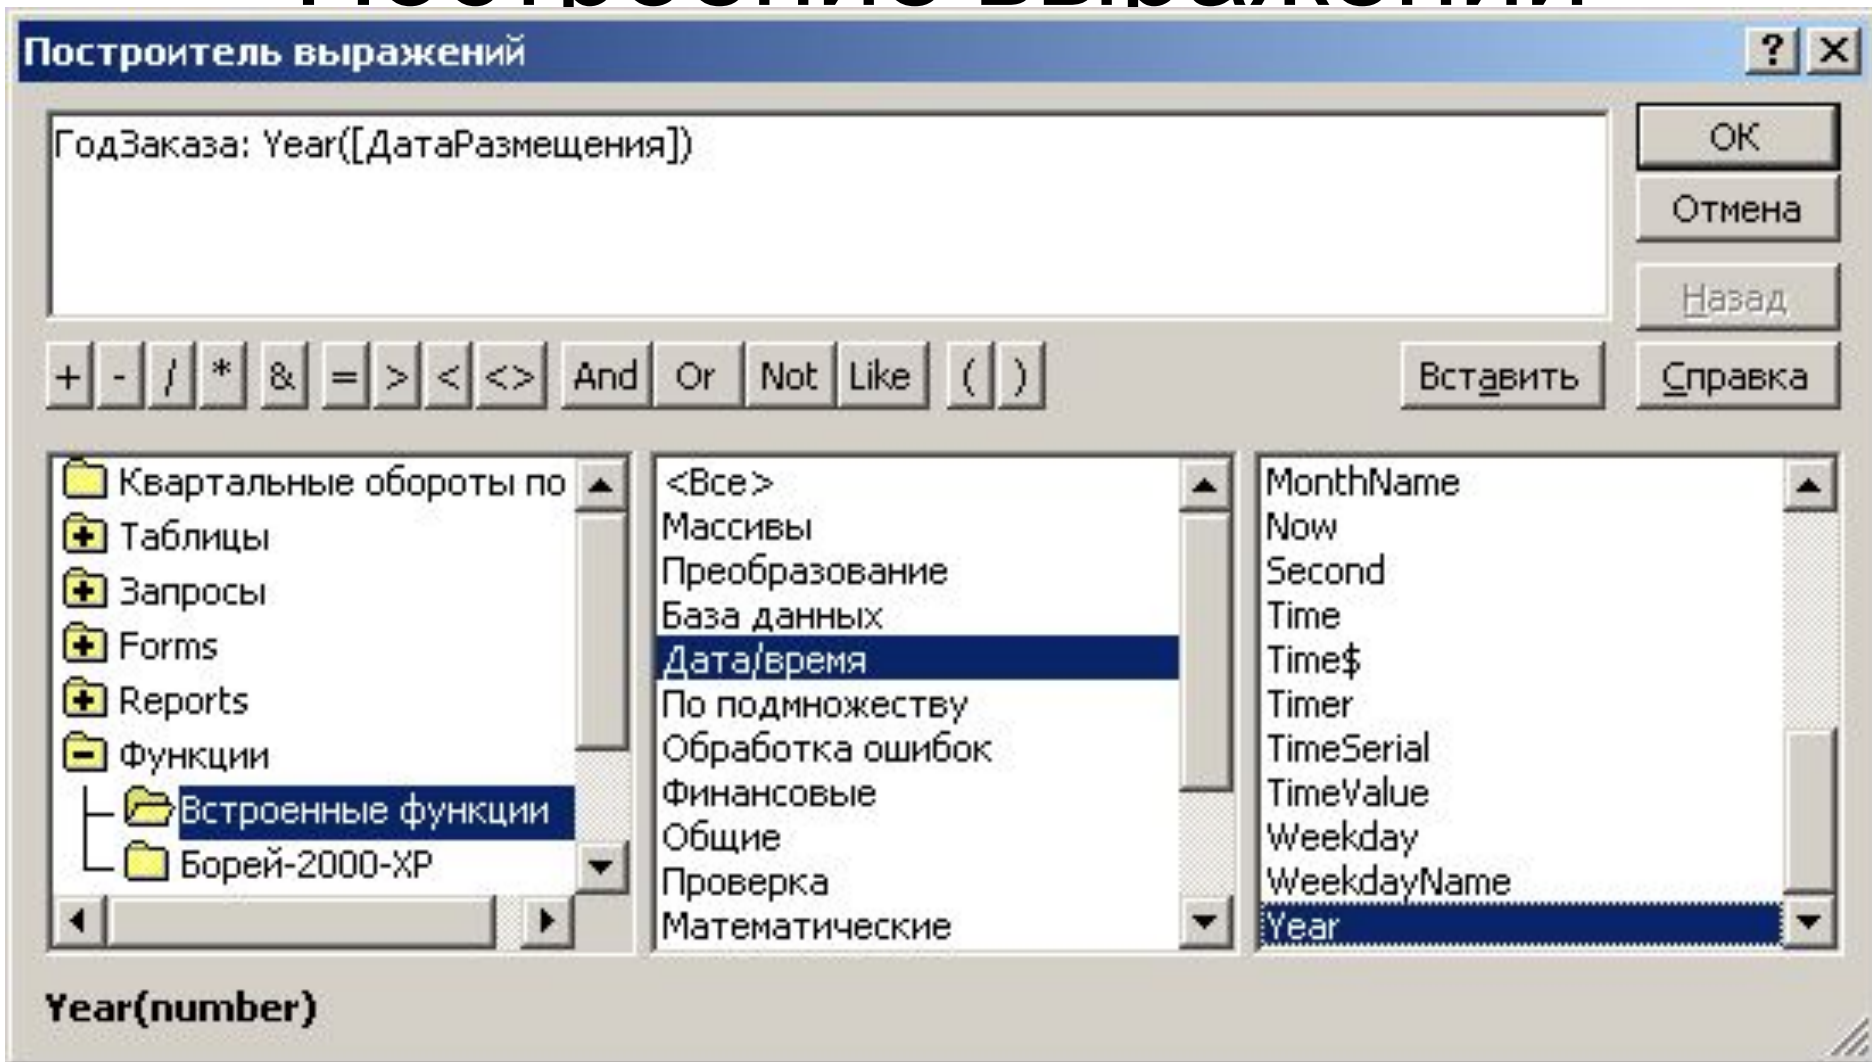 Построение выражений
Построитель выражений
ГодЗаказа: Year([ДатаРазмещения])
OK
Отмена
Назад
+ - / * & = > < <> And Or Not Like ( ) Вставить Справка
Квартальные обороты по
Таблицы
Запросы
Forms
Reports
Функции
Встроенные функции
Борей-2000-XP
<Все>
Массивы
Преобразование
База данных
Дата/время
По подмножеству
Обработка ошибок
Финансовые
Общие
Проверка
Математические
MonthName
Now
Second
Time
Time$
Timer
TimeSerial
TimeValue
Weekday
WeekdayName
Year
Year(number)